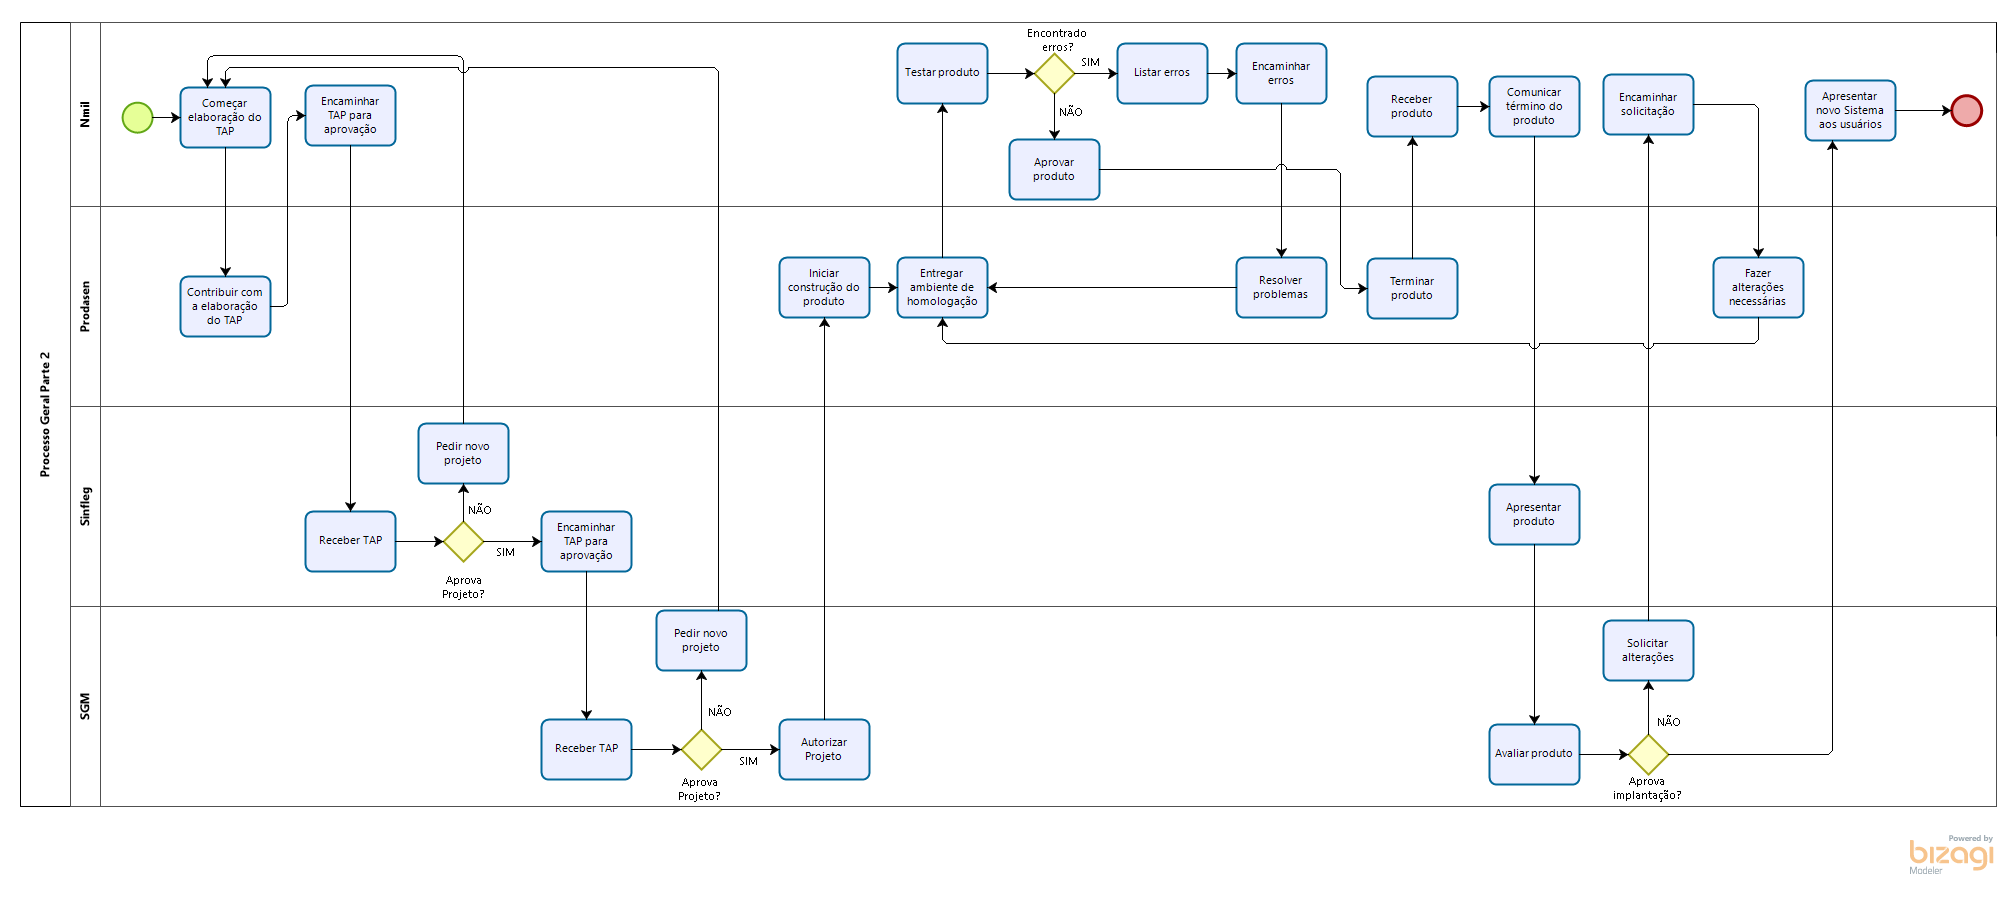 Processo Geral Parte 2
Nmil
Começar
elaboração do
TAP
Encaminhar
TAP para
aprovação
Testar produto
Encontrado
erros?
SIM
NÃO
Listar erros
Encaminhar
erros
Aprovar
produto
Receber
produto
Comunicar
término do
produto
Encaminhar
solicitação
Apresentar
novo Sistema
aos usuários
Prodasen
Contribuir com
a elaboração
do TAP
Iniciar
construção do
produto
Entregar
ambiente de
homologação
Resolver
problemas
Terminar
produto
Fazer
alterações
necessárias
Sinfleg
Receber TAP
Pedir novo
projeto
NÃO
SIM
Aprova
Projeto?
Encaminhar
TAP para
aprovação
Apresentar
produto
SGM
Receber TAP
Pedir novo
projeto
NÃO
SIM
Aprova
Projeto?
Autorizar
Projeto
Avaliar produto
Solicitar
alterações
NÃO
Aprova
implantação?
Powered by
bizagi
Modeler